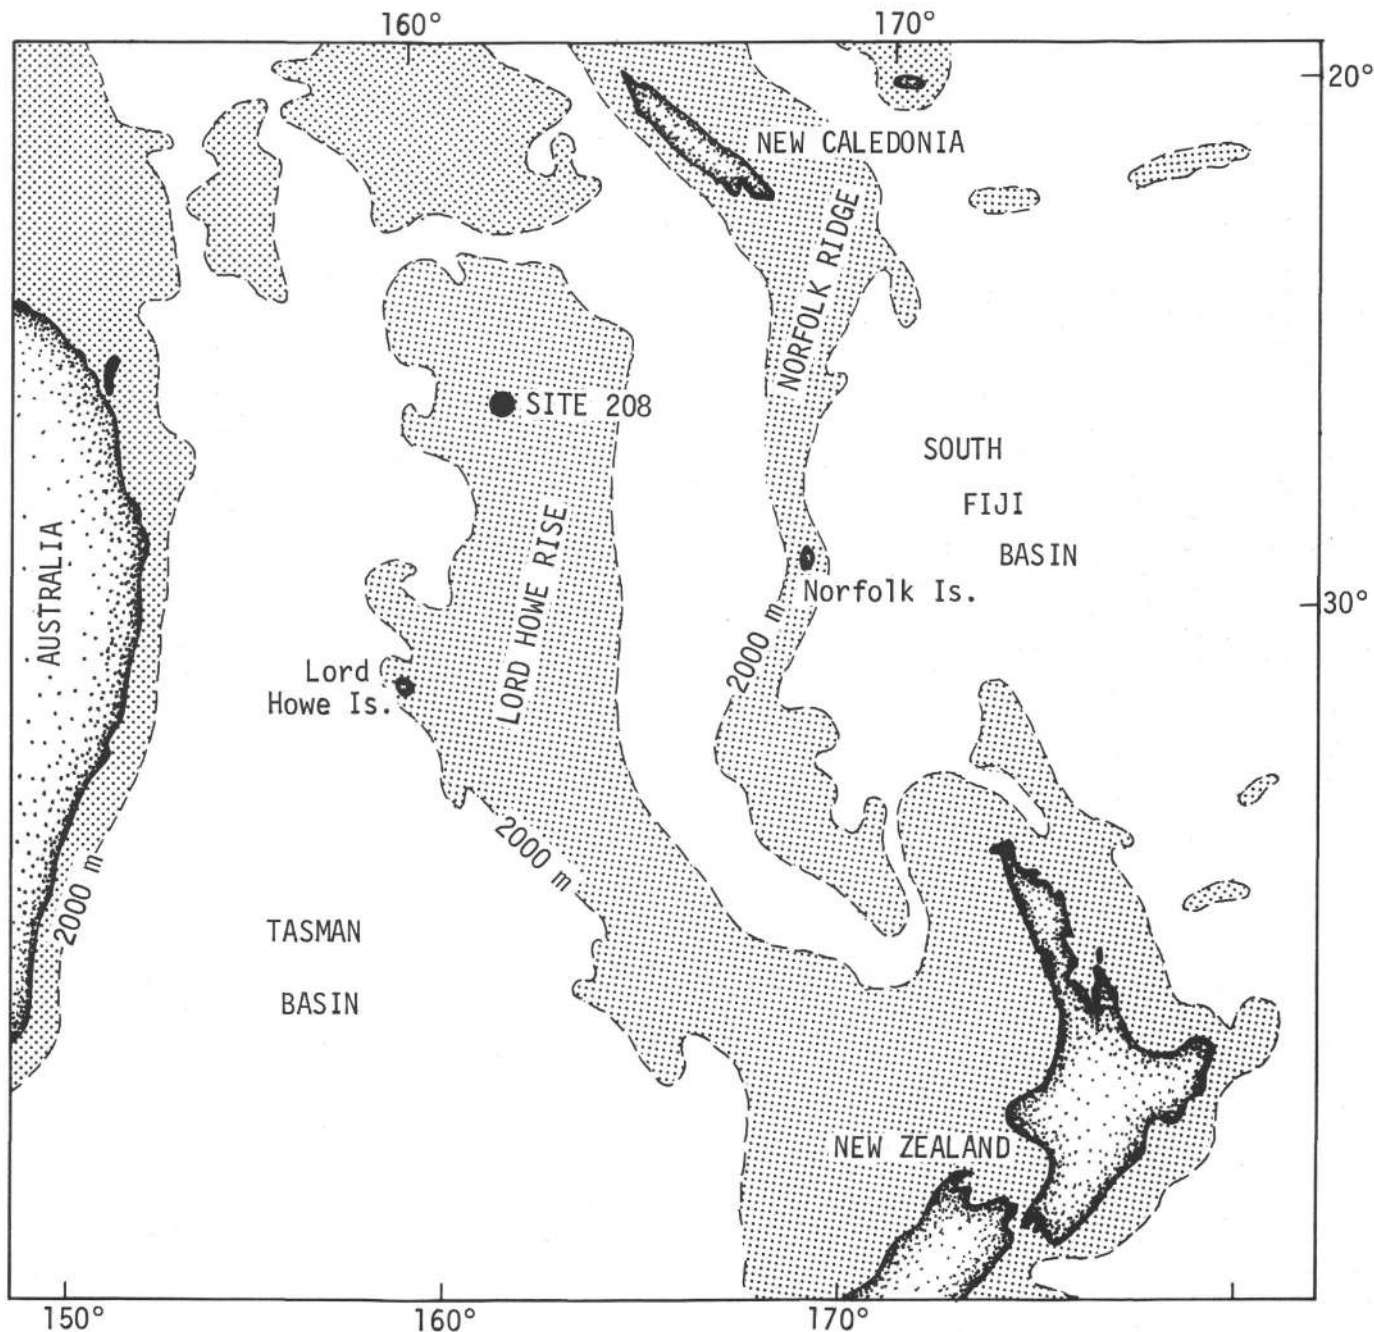 160°
170°
20°
NEW CALEDONIA
NORFOLK RIDGE
SITE 208
SOUTH
FIJI
BASIN
AUSTRALIA
LORD HOWE RISE
Norfolk Is.
30°
2000 m
Lord
Howe Is.
2000 m
2000 m
TASMAN
BASIN
NEW ZEALAND
150°
160°
170°